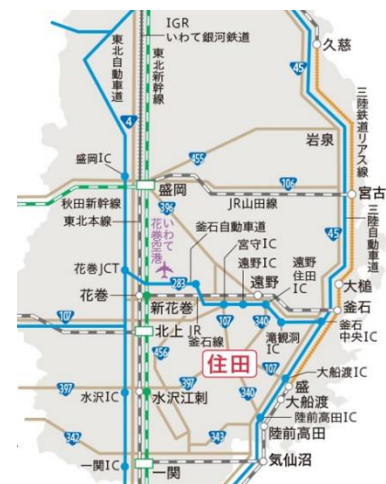 IGR
いわて銀河鉄道
東北自動車道
東北新幹線
4
45
久慈
三陸鉄道リアス線
岩泉
盛岡IC
455
盛岡
106
宮古
秋田新幹線
JR山田線
396
東北本線
いわて
花巻空港
釜石自動車道
45
三陸自動車道
宮守IC
遠野IC
遠野
住田
IC
花巻JCT
283
遠野
大槌
花巻
新花巻
釜石
107
北上
JR
釜石線
107
340
滝観洞
IC
釜石
中央IC
456
住田
107
大船渡IC
397
水沢IC
水沢江刺
397
340
盛
大船渡
陸前高田IC
342
343
陸前高田
一関IC
一関
気仙沼